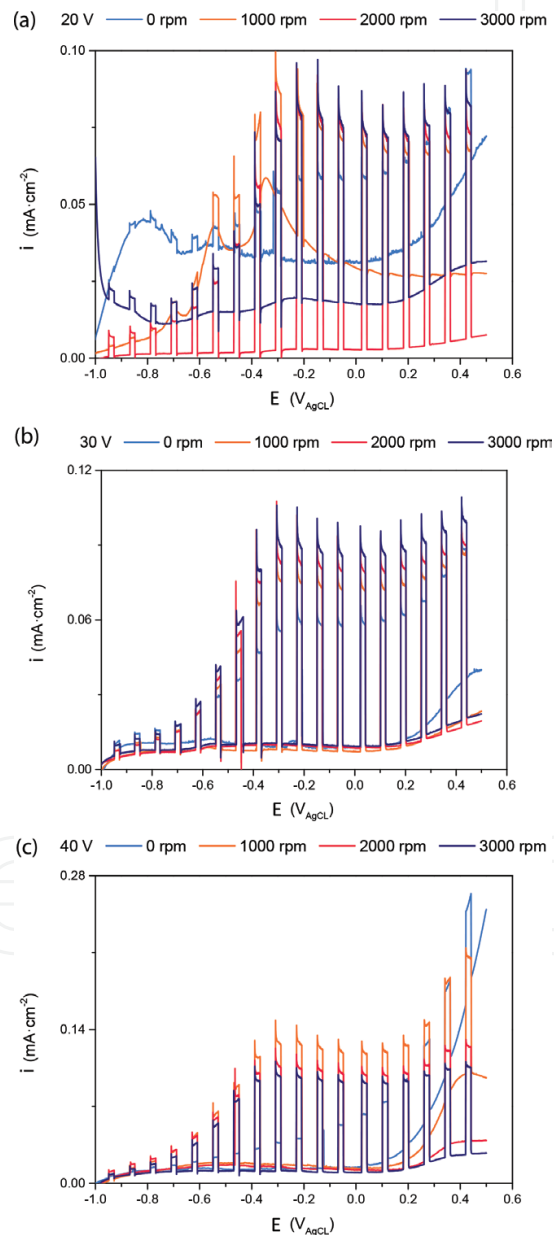 (a)
20 V 0 rpm 1000 rpm 2000 rpm 3000 rpm
0.10
0.05
0.00
i (mA·cm-2)
-1.0 -0.8 -0.6 -0.4 -0.2 0.0 0.2 0.4 0.6
E (VAgCL)
(b)
30 V 0 rpm 1000 rpm 2000 rpm 3000 rpm
0.12
0.06
0.00
i (mA·cm-2)
-1.0 -0.8 -0.6 -0.4 -0.2 0.0 0.2 0.4 0.6
E (VAgCL)
(c)
40 V 0 rpm 1000 rpm 2000 rpm 3000 rpm
0.28
0.14
0.00
i (mA·cm-2)
-1.0 -0.8 -0.6 -0.4 -0.2 0.0 0.2 0.4 0.6
E (VAgCL)